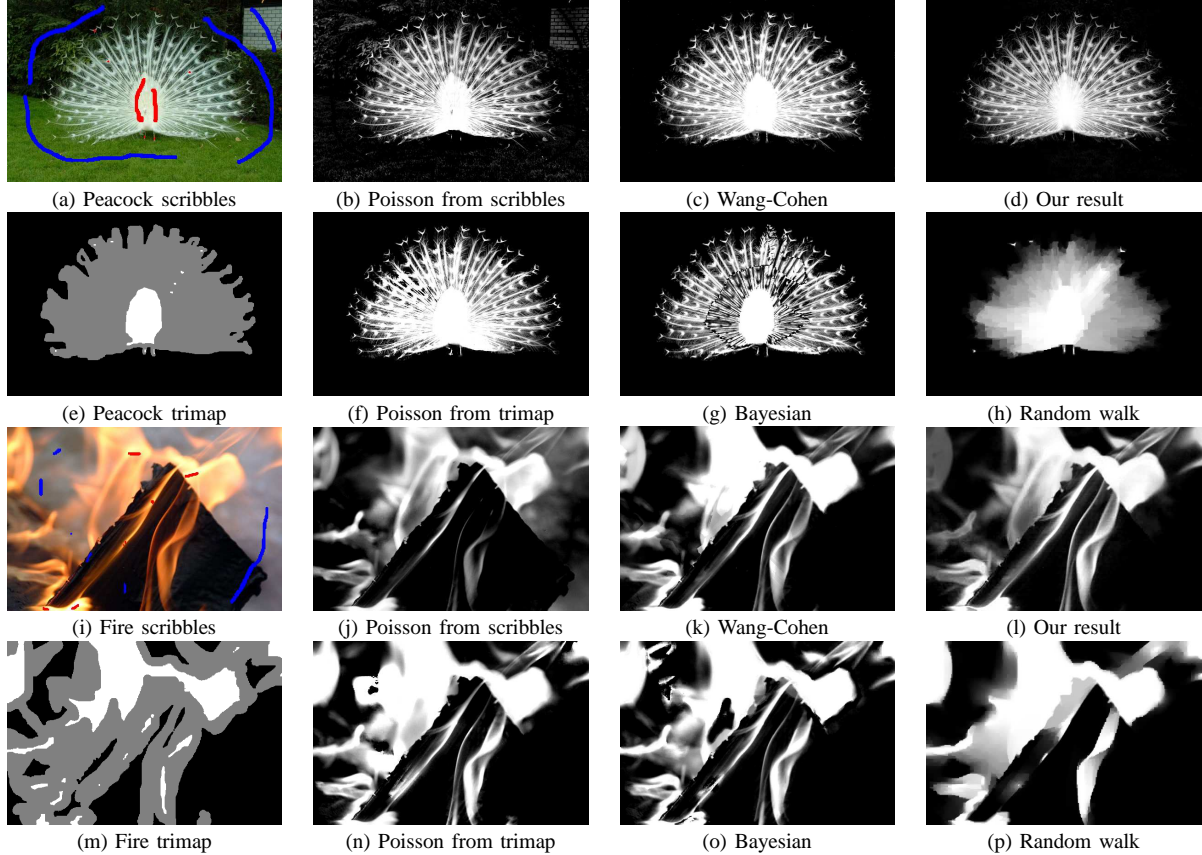 (a) Peacock scribbles
(b) Poisson from scribbles
(c) Wang-Cohen
(d) Our result
(e) Peacock trimap
(f) Poisson from trimap
(g) Bayesian
(h) Random walk
(i) Fire scribbles
(j) Poisson from scribbles
(k) Wang-Cohen
(l) Our result
(m) Fire trimap
(n) Poisson from trimap
(o) Bayesian
(p) Random walk